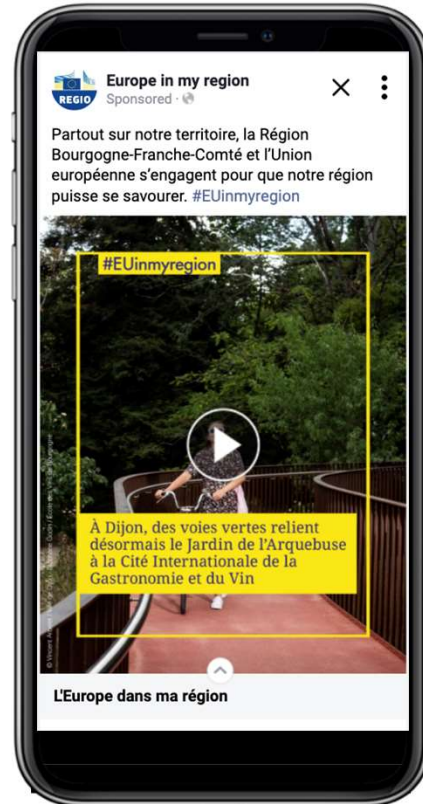 REGIO
Europe in my region
Sponsored ·
Partout sur notre territoire, la Région
Bourgogne-Franche-Comté et l'Union
européenne s'engagent pour que notre région
puisse se savourer. #EUinmyregion
#EUinmyregion
À Dijon, des voies vertes relient
désormais le Jardin de l'Arquebuse
à la Cité Internationale de la
Gastronomie et du Vin
L'Europe dans ma région